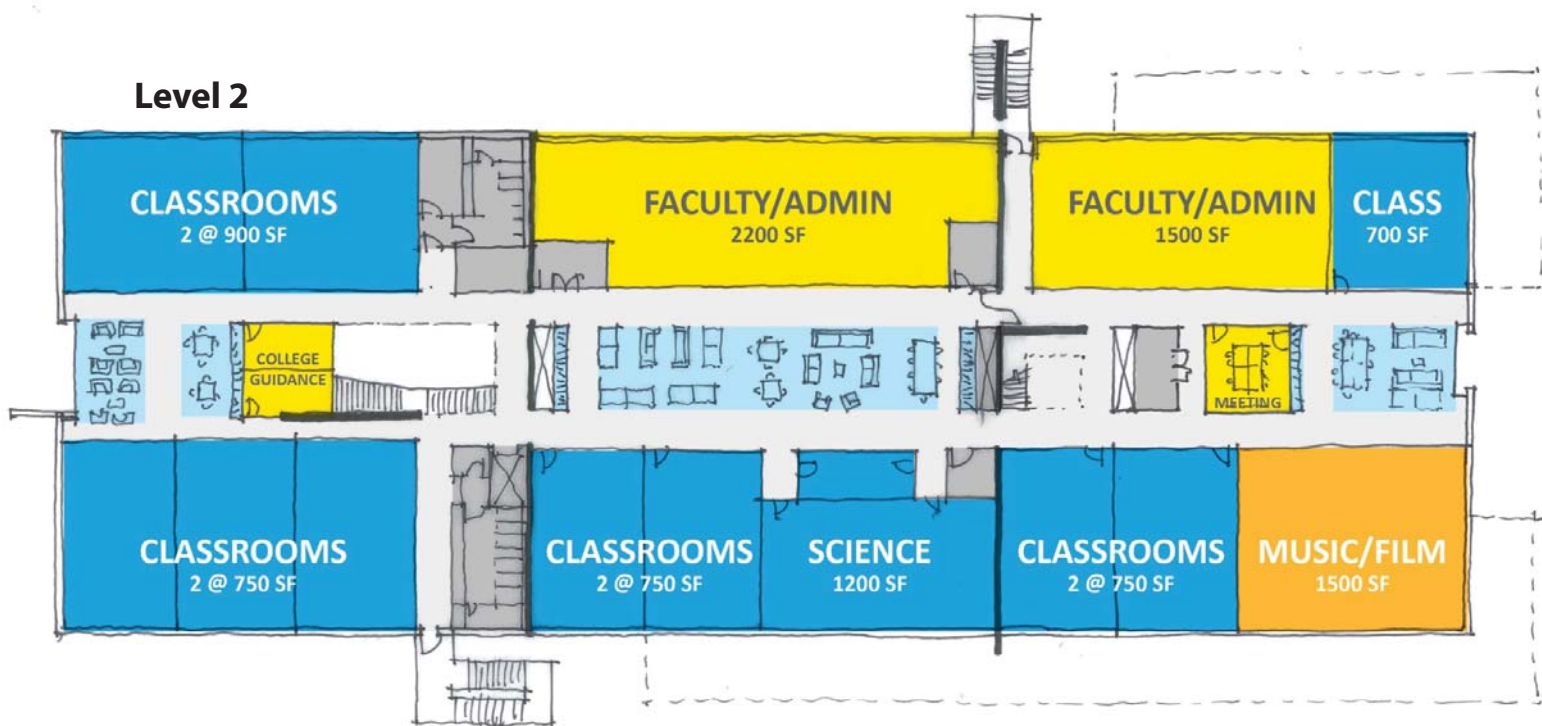 Level 2
CLASSROOMS
2 @ 900 SF
FACULTY/ADMIN
2200 SF
FACULTY/ADMIN
1500 SF
CLASS
700 SF
COLLEGE
GUIDANCE
MEETING
CLASSROOMS
2 @ 750 SF
CLASSROOMS
2 @ 750 SF
SCIENCE
1200 SF
CLASSROOMS
2 @ 750 SF
MUSIC/FILM
1500 SF